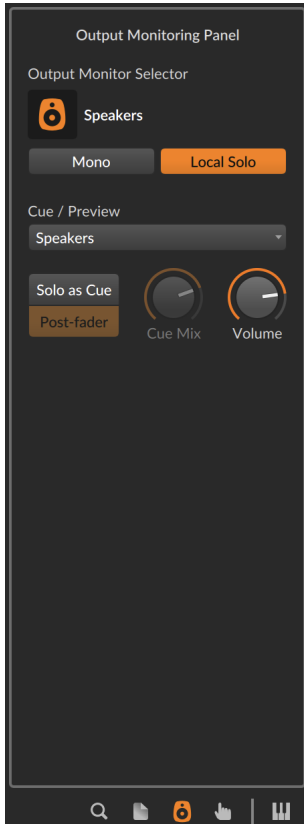 Output Monitoring Panel
Output Monitor Selector
Speakers
Mono
Local Solo
Cue / Preview
Speakers
Solo as Cue
Post-fader
Cue Mix
Volume